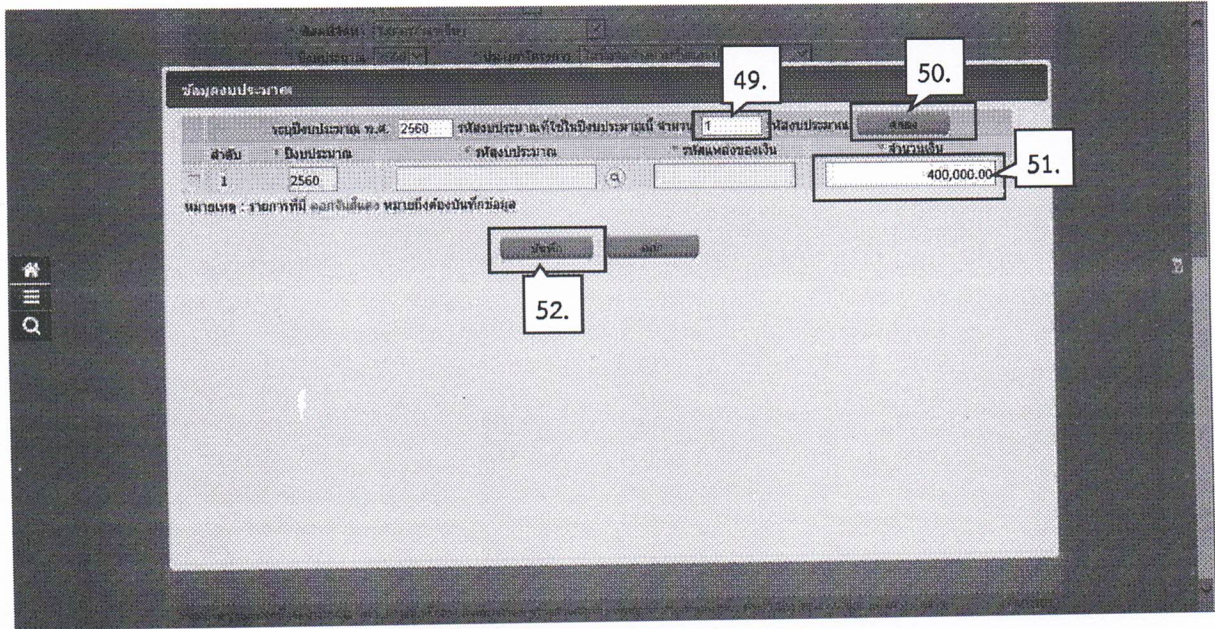 49.
50.
ข้อมูลงบประมาณ
ระบุปีงบประมาณ พ.ศ. 2560 รหัสงบประมาณที่ใช้ในปีงบประมาณนี้ จำนวน 1 รหัสงบประมาณ ตกลง
ลำดับ * ปีงบประมาณ * รหัสงบประมาณ * รหัสแหล่งของเงิน * จำนวนเงิน
1 2560 400,000.00 51.
หมายเหตุ : รายการที่มี ดอกจันสีแดง หมายถึงต้องบันทึกข้อมูล
บันทึก ออก
52.